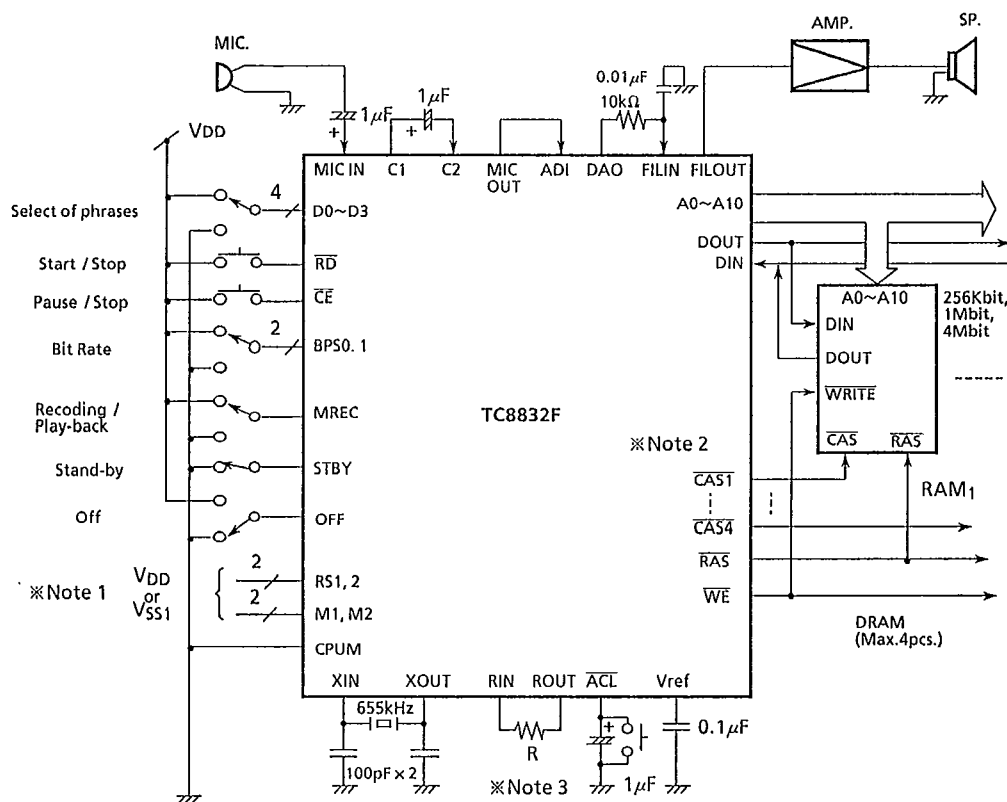 MIC.
AMP.
SP.
1μF
1μF
0.01μF
10kΩ
VDD
MIC IN
C1
C2
MIC OUT
ADI
DAO
FILIN
FILOUT
+
+
Select of phrases
4
D0~D3
A0~A10
DOUT
DIN
Start / Stop
RD
Pause / Stop
CE
Bit Rate
2
BPS0. 1
A0~A10
DIN
DOUT
WRITE
CAS
RAS
256Kbit,
1Mbit,
4Mbit
Recoding /
Play-back
MREC
TC8832F
※Note 2
Stand-by
STBY
CAS1
RAM1
Off
OFF
CAS4
RAS
WE
※Note 1
VDD
or
VSS1
2
RS1, 2
2
M1, M2
DRAM
(Max.4pcs.)
CPUM
XIN
XOUT
RIN
ROUT
ACL
Vref
655kHz
100pF × 2
R
※Note 3
+
1μF
0.1μF